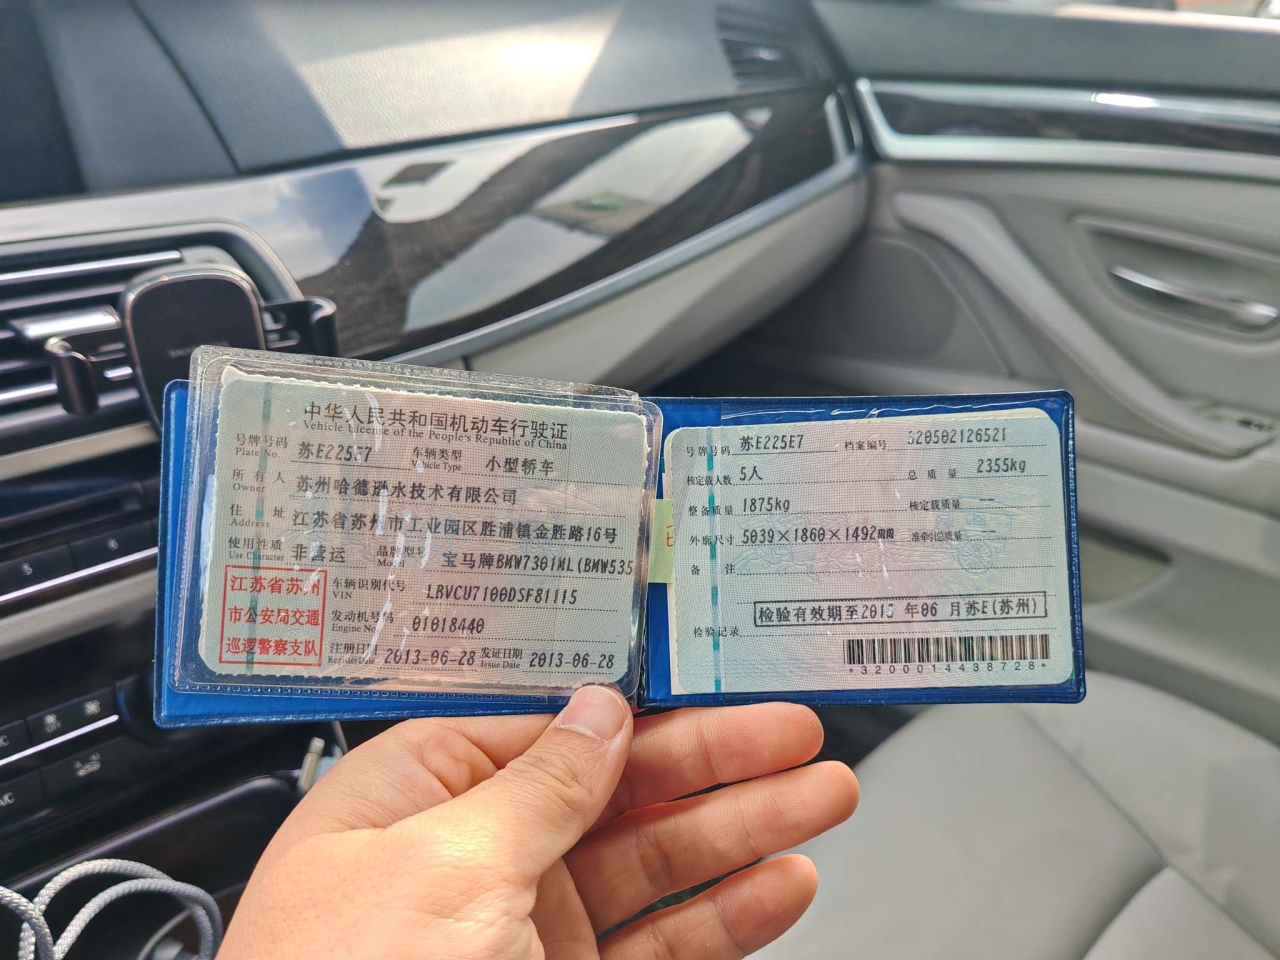 中华人民共和国机动车行驶证
Vehicle License of the People's Republic of China
号牌号码 苏E225E7 车辆类型 小型轿车
Plate No. Vehicle Type
所有人 苏州哈德逊水技术有限公司
Owner
住址 江苏省苏州市工业园区胜浦镇金胜路16号
Address
使用性质 非营运 品牌型号 宝马牌BMW7301ML(BMW535
Use Character Model
江苏省苏州
市公安局交通
巡逻警察支队
车辆识别代号 LBVCU7100DSF81115
VIN
发动机号码 01018440
Engine No.
注册日期 2013-06-28 发证日期 2013-06-28
Register Date Issue Date
号牌号码 苏E225E7 档案编号 320502126521
核定载人数 5人 总质量 2355kg
整备质量 1875kg 核定载质量 --
外廓尺寸 5039×1860×1492mm 准牵引总质量
备注
检验有效期至2015 年06 月苏E(苏州)
检验记录
*3200014438728*
A/C